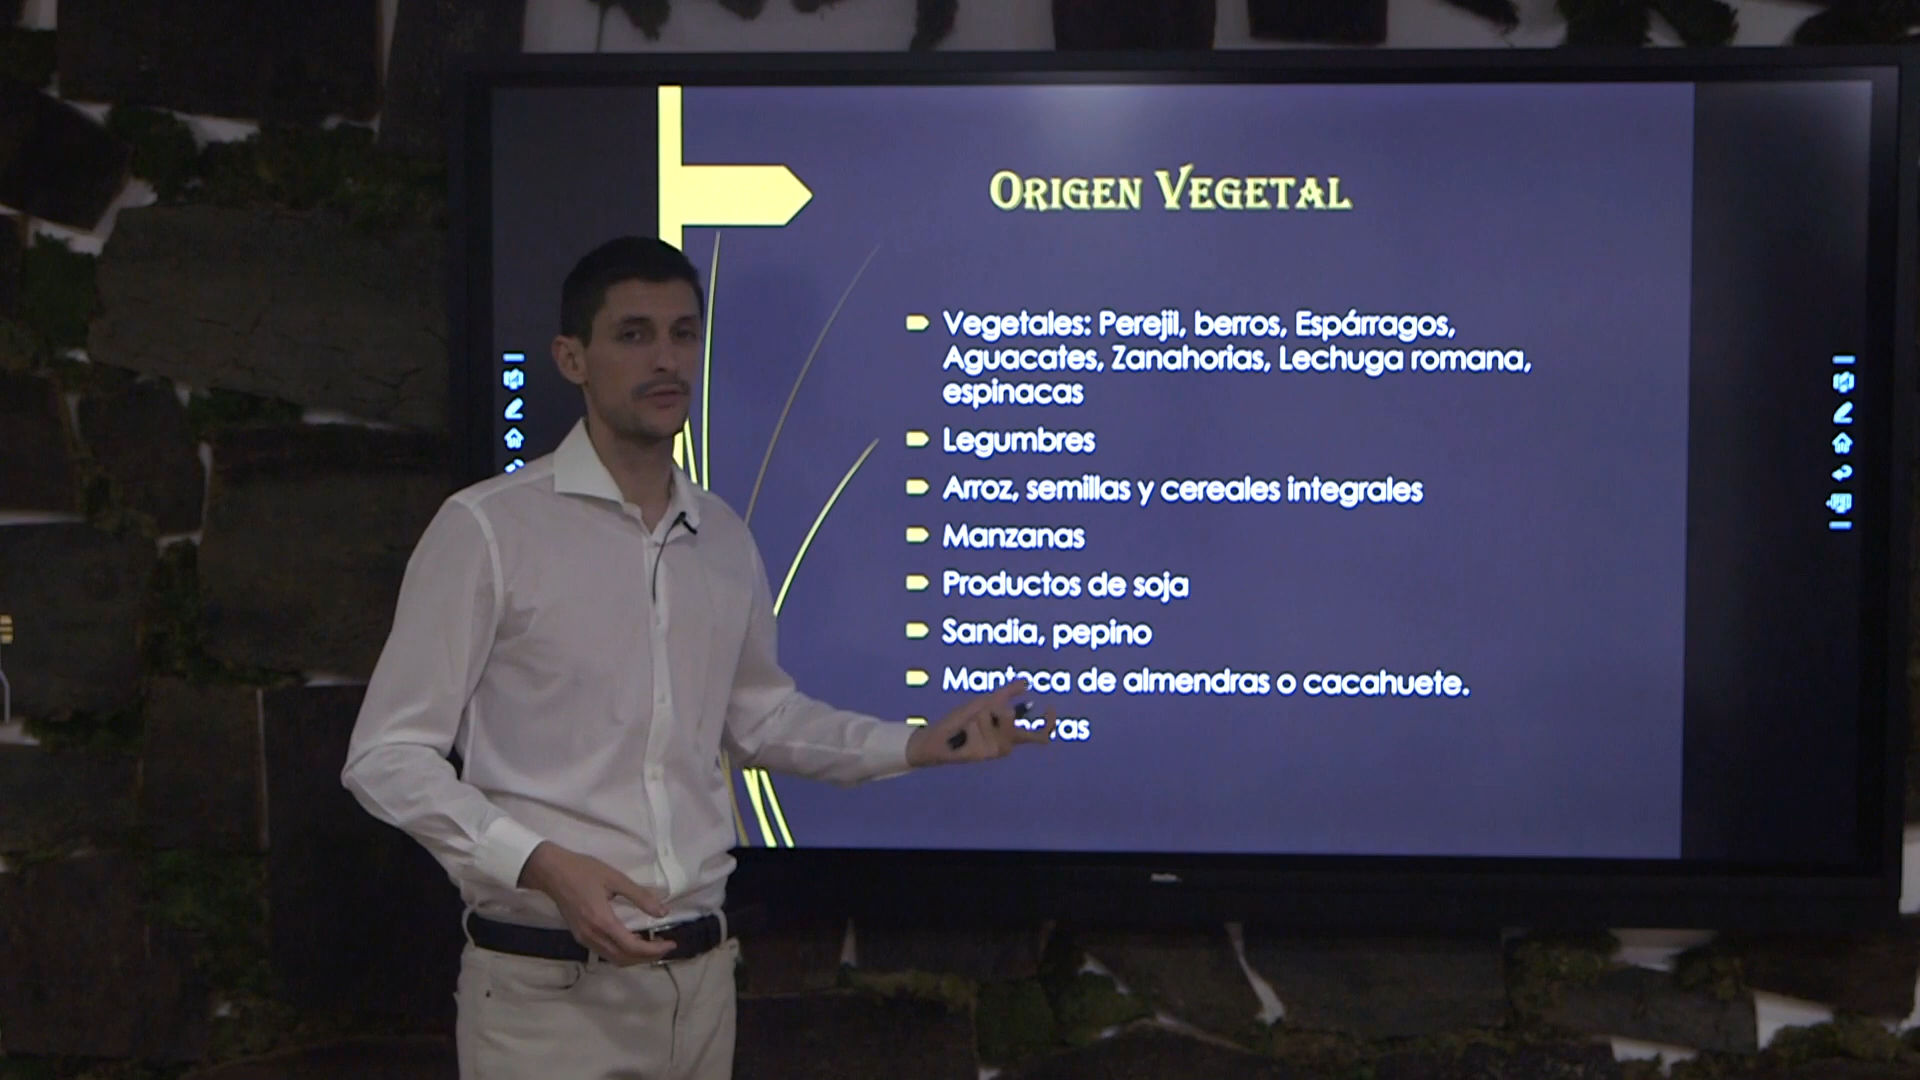 Origen Vegetal
Vegetales: Perejil, berros, Espárragos,
Aguacates, Zanahorias, Lechuga romana,
espinacas
Legumbres
Arroz, semillas y cereales integrales
Manzanas
Productos de soja
Sandia, pepino
Manteca de almendras o cacahuete.